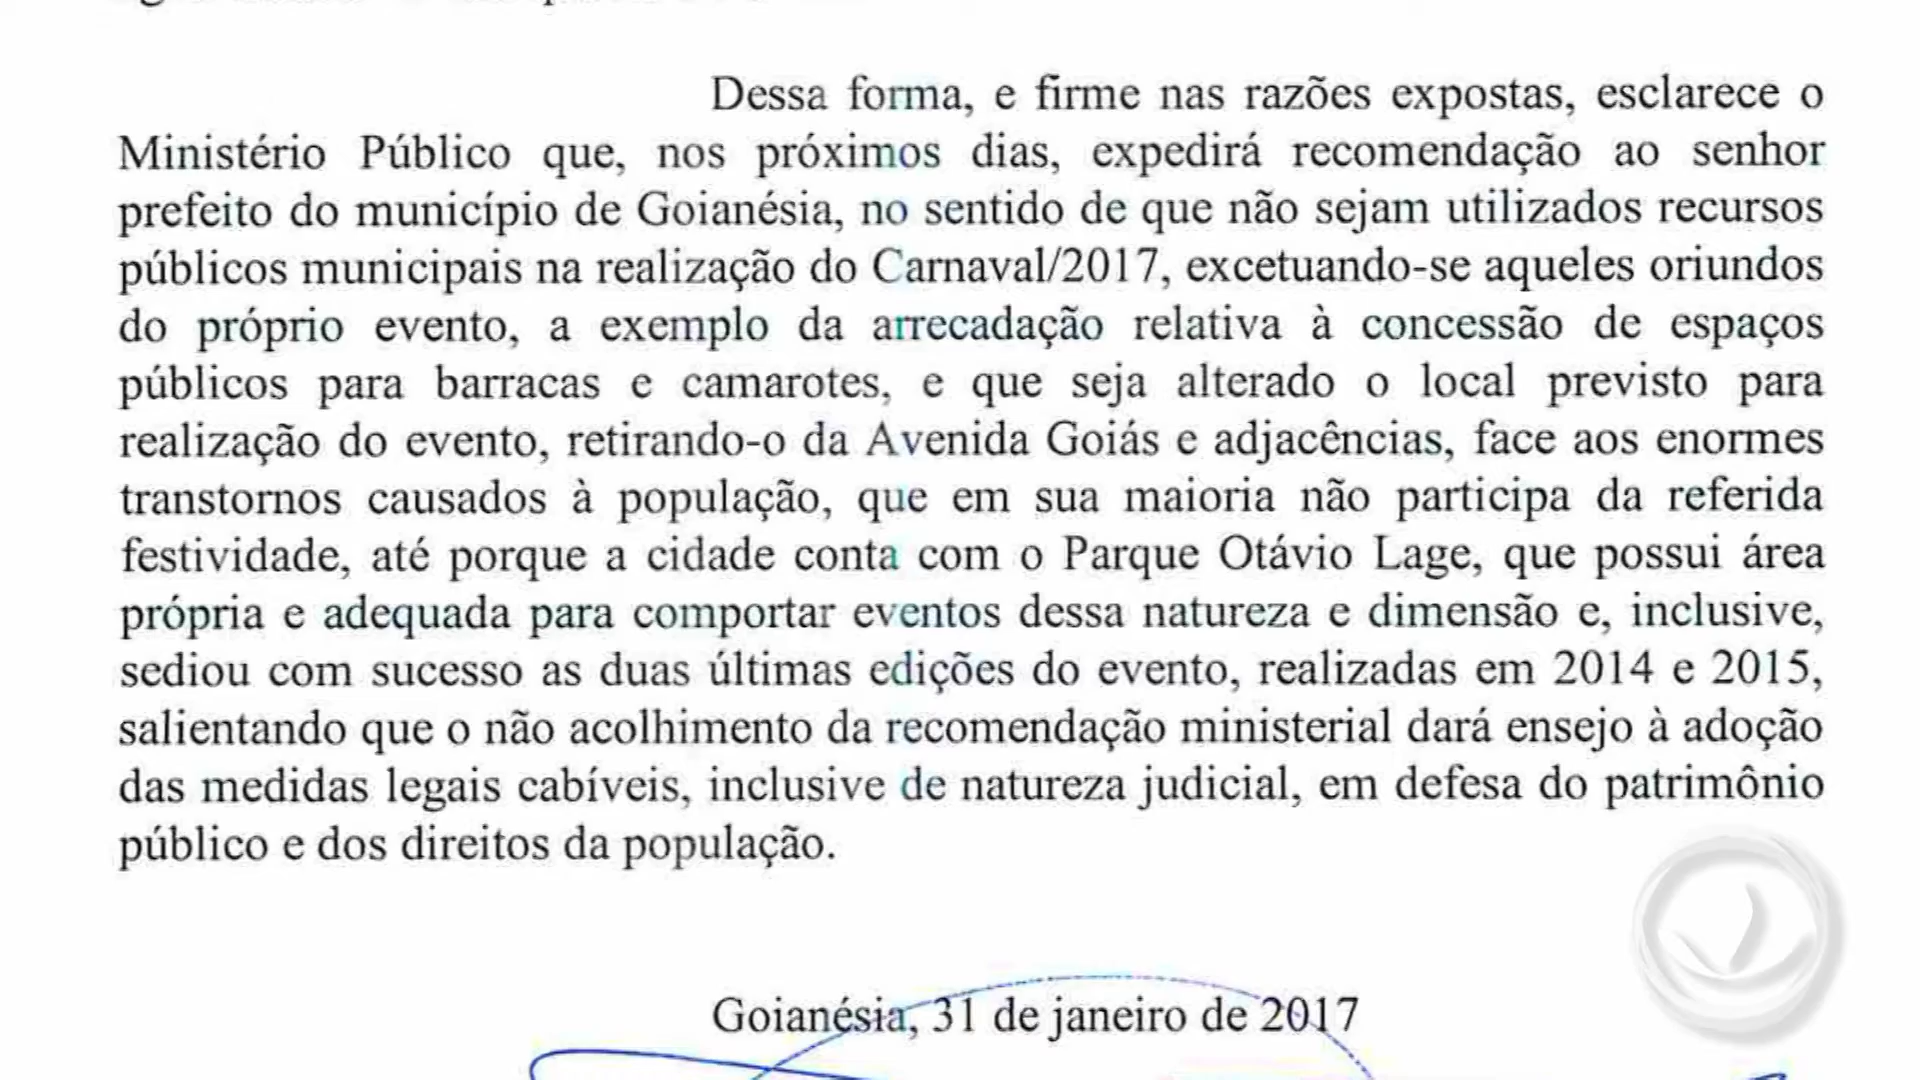 Dessa forma, e firme nas razões expostas, esclarece o
Ministério Público que, nos próximos dias, expedirá recomendação ao senhor
prefeito do município de Goianésia, no sentido de que não sejam utilizados recursos
públicos municipais na realização do Carnaval/2017, excetuando-se aqueles oriundos
do próprio evento, a exemplo da arrecadação relativa à concessão de espaços
públicos para barracas e camarotes, e que seja alterado o local previsto para
realização do evento, retirando-o da Avenida Goiás e adjacências, face aos enormes
transtornos causados à população, que em sua maioria não participa da referida
festividade, até porque a cidade conta com o Parque Otávio Lage, que possui área
própria e adequada para comportar eventos dessa natureza e dimensão e, inclusive,
sediou com sucesso as duas últimas edições do evento, realizadas em 2014 e 2015,
salientando que o não acolhimento da recomendação ministerial dará ensejo à adoção
das medidas legais cabíveis, inclusive de natureza judicial, em defesa do patrimônio
público e dos direitos da população.
Goianésia, 31 de janeiro de 2017